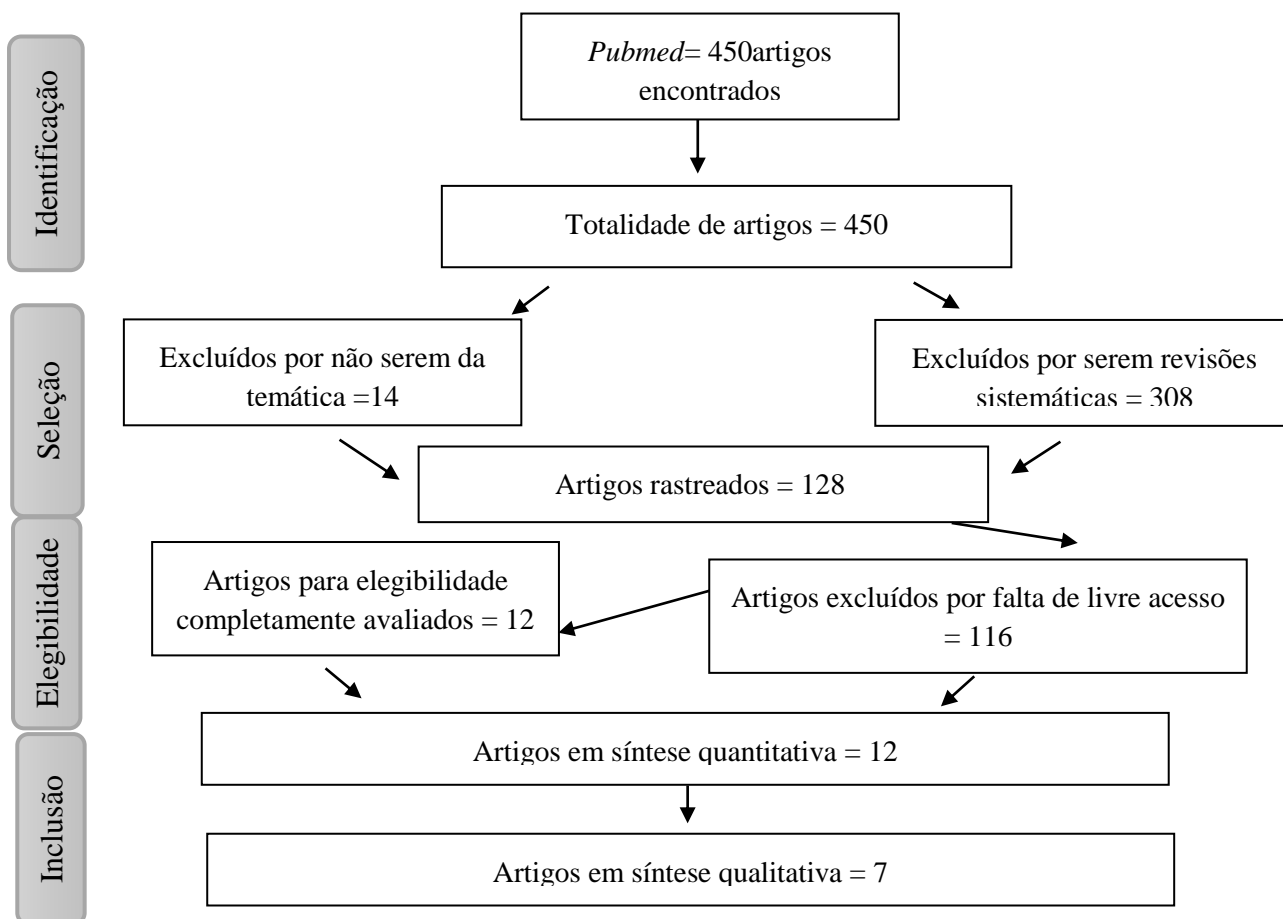 Identificação
Pubmed= 450artigos
encontrados
Totalidade de artigos = 450
Seleção
Excluídos por não serem da
temática =14
Excluídos por serem revisões
sistemáticas = 308
Artigos rastreados = 128
Elegibilidade
Artigos para elegibilidade
completamente avaliados = 12
Artigos excluídos por falta de livre acesso
= 116
Artigos em síntese quantitativa = 12
Inclusão
Artigos em síntese qualitativa = 7